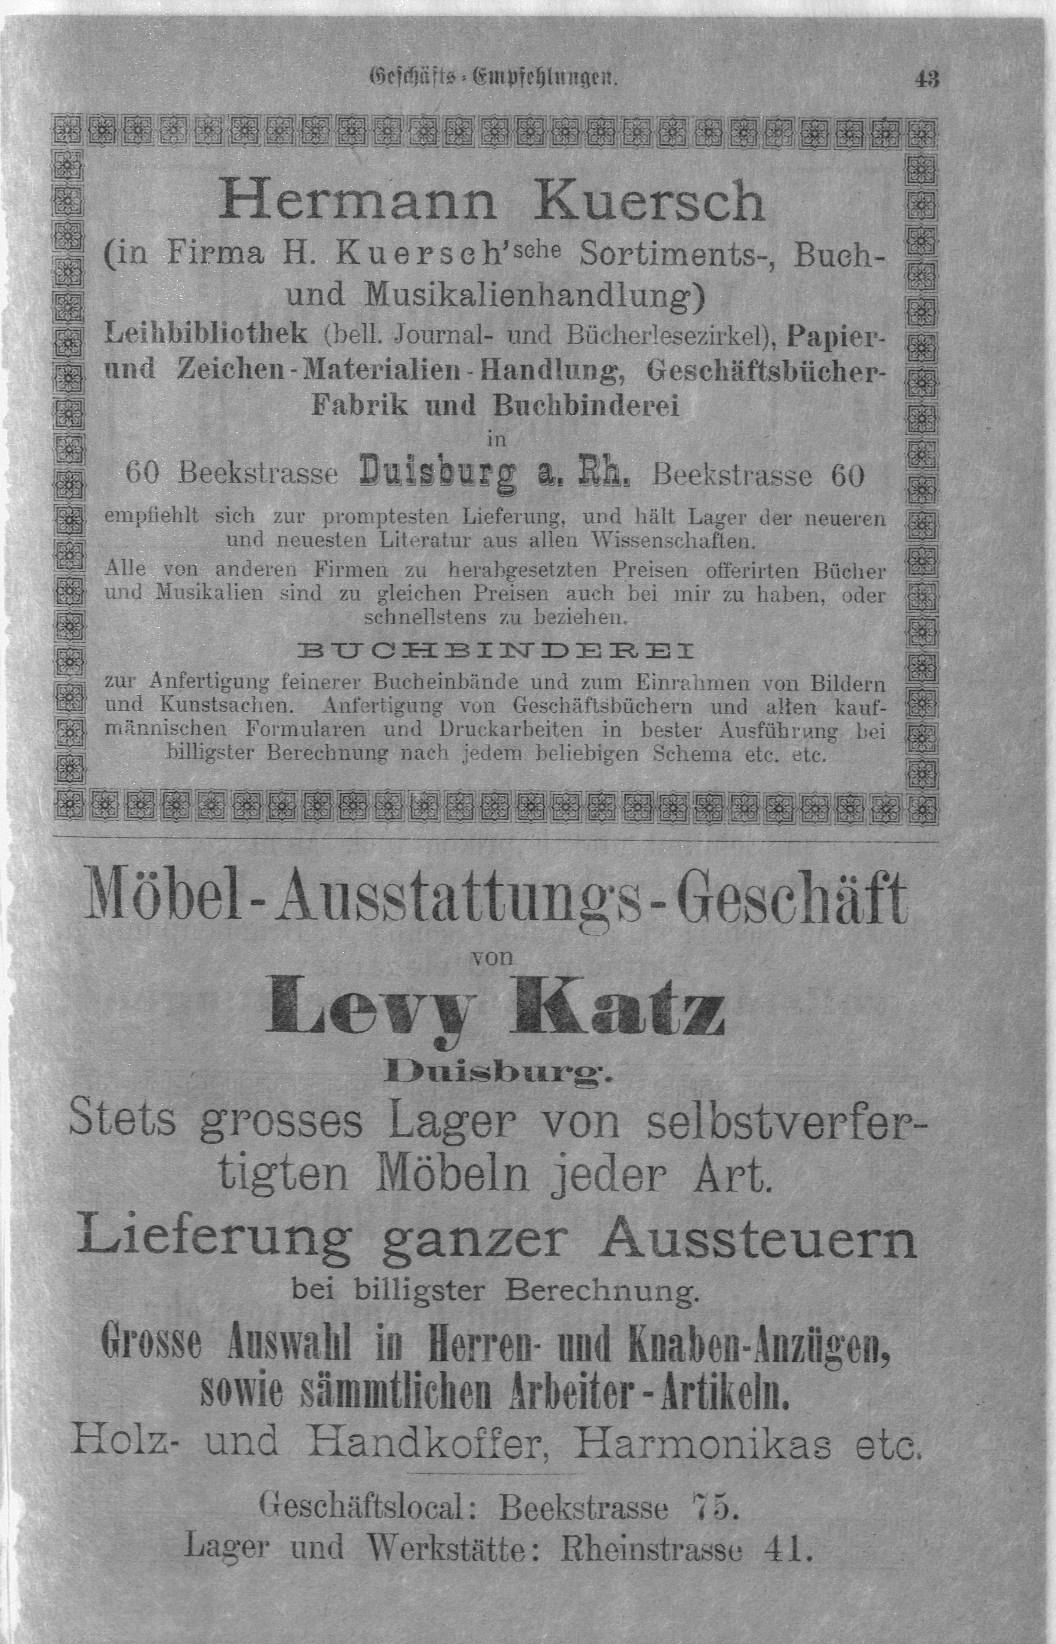 Geschäfts-Empfehlungen. 43
Hermann Kuersch
(in Firma H. Kuersch'sche Sortiments-, Buch-
und Musikalienhandlung)
Leihbibliothek (bell. Journal- und Bücherlesezirkel), Papier-
und Zeichen-Materialien-Handlung, Geschäftsbücher-
Fabrik und Buchbinderei
in
60 Beekstrasse Duisburg a. Rh. Beekstrasse 60
empfiehlt sich zur promptesten Lieferung, und hält Lager der neueren
und neuesten Literatur aus allen Wissenschaften.
Alle von anderen Firmen zu herabgesetzten Preisen offerirten Bücher
und Musikalien sind zu gleichen Preisen auch bei mir zu haben, oder
schnellstens zu beziehen.
BUCHBINDEREI
zur Anfertigung feinerer Bucheinbände und zum Einrahmen von Bildern
und Kunstsachen. Anfertigung von Geschäftsbüchern und allen kauf-
männischen Formularen und Druckarbeiten in bester Ausführung bei
billigster Berechnung nach jedem beliebigen Schema etc. etc.
Möbel-Ausstattungs-Geschäft
von
Levy Katz
Duisburg.
Stets grosses Lager von selbstverfer-
tigten Möbeln jeder Art.
Lieferung ganzer Aussteuern
bei billigster Berechnung.
Grosse Auswahl in Herren- und Knaben-Anzügen,
sowie sämmtlichen Arbeiter-Artikeln.
Holz- und Handkoffer, Harmonikas etc.
Geschäftslocal: Beekstrasse 75.
Lager und Werkstätte: Rheinstrasse 41.